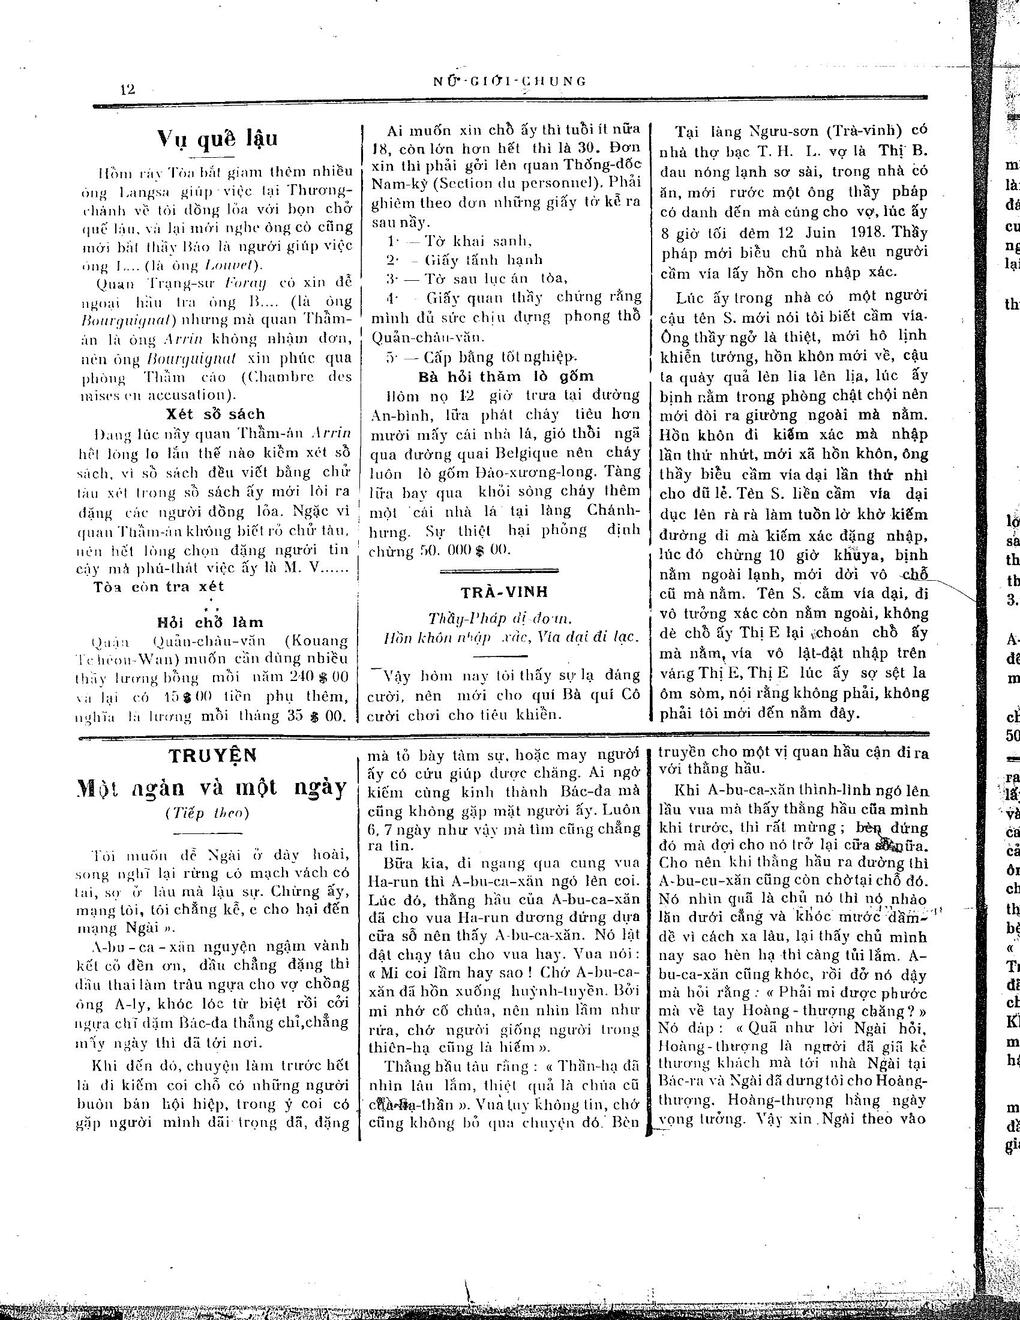 12
NỮ-GIỚI-CHUNG
Vụ quề lậu
Hồm rày Tòa bắt giam thêm nhiều
ông Langsa giúp việc tại Thương-
chánh về tôi đồng lỏa với bọn chở
quề lậu, và lại mới nghe ông cò cũng
mới bắt thầy Báo là người giúp việc
ông L.... (là ông Louvet).
Quan Trạng-sư Foray có xin để
ngoại hầu tra ông B.... (là ông
Bourguignat) nhưng mà quan Thẩm-
án là ông Arrin không nhậm đơn,
nên ông Bourguignat xin phúc qua
phòng Thẩm cáo (Chambre des
mises en accusation).
Xét sổ sách
Đang lúc nầy quan Thẩm-án Arrin
hết lòng lo lần thế nào kiểm xét sổ
sách, vì sổ sách đều viết bằng chữ
tàu xét trong sổ sách ấy mới lòi ra
đặng các người đồng lỏa. Ngặc vì
quan Thẩm-án không biết rỏ chử tàu,
nên hết lòng chọn đặng người tin
cậy mà phú-thát việc ấy là M. V......
Tòa còn tra xét
Hỏi chỗ làm
Quận Quản-châu-văn (Kouang
Tchéou-Wan) muốn cần dùng nhiều
thầy lương bổng mồi năm 240 $ 00
và lại có 15 $ 00 tiền phụ thêm,
nghĩa là lương mồi tháng 35 $ 00.
Ai muốn xin chỗ ấy thì tuổi ít nữa
18, còn lớn hơn hết thì là 30. Đơn
xin thì phải gởi lên quan Thống-đốc
Nam-kỳ (Section du personnel). Phải
ghièm theo đơn những giấy tờ kể ra
sau nầy.
1· — Tờ khai sanh,
2· — Giấy tấnh hạnh
3· — Tờ sau lục án tòa,
4· Giấy quan thầy chứng rằng
mình đủ sức chịu đựng phong thổ
Quản-châu-văn.
5· — Cấp bằng tốt nghiệp.
Bà hỏi thăm lò gốm
Hôm nọ 12 giờ trưa tại đường
An-bình, lữa phát cháy tiêu hơn
mười mấy cái nhà lá, gió thổi ngã
qua đường quai Belgique nên cháy
luôn lò gốm Đáo-xương-long. Tàng
lữa bay qua khỏi sông cháy thêm
một cái nhà lá tại làng Chánh-
hưng. Sự thiệt hại phỏng định
chừng 50. 000 $ 00.
TRÀ-VINH
Thầy-Pháp dị đoan.
Hồn khôn nhập xác, Vía dại đi lạc.
Vậy hóm nay tôi thấy sự lạ đáng
cười, nên mới cho quí Bà quí Cô
cười chơi cho tiêu khiển.
Tại làng Ngưu-sơn (Trà-vinh) có
nhà thợ bạc T. H. L. vợ là Thị B.
đau nóng lạnh sơ sài, trong nhà có
ăn, mới rước một ông thầy pháp
có danh đến mà cúng cho vợ, lúc ấy
8 giờ tối đêm 12 Juin 1918. Thầy
pháp mới biểu chủ nhà kêu người
cầm vía lấy hồn cho nhập xác.
Lúc ấy trong nhà có một người
cậu tên S. mới nói tôi biết cầm vía.
Ông thầy ngở là thiệt, mới hô lịnh
khiến tướng, hồn khôn mới về, cậu
ta quày quả lên lia lên lịa, lúc ấy
bịnh nằm trong phòng chật chội nên
mới dòi ra giường ngoài mà nằm.
Hồn khôn đi kiếm xác mà nhập
lần thứ nhứt, mới xã hồn khôn, ông
thầy biểu cầm vía dại lần thứ nhì
cho đũ lể. Tên S. liền cầm vía dại
dục lên rà rà làm tuồn lơ khờ kiếm
đường đi mà kiếm xác đặng nhập,
lúc đó chừng 10 giờ khuya, bịnh
nằm ngoài lạnh, mới dời vô chỗ
cũ mà nằm. Tên S. cầm vía dại, đi
vô tưởng xác còn nằm ngoài, không
dè chỗ ấy Thị E lại choán chỗ ấy
mà nằm, vía vô lật-đật nhập trên
váng Thị E, Thị E lúc ấy sợ sệt la
ôm sòm, nói rằng không phải, không
phải tôi mới đến nằm đây.
TRUYỆN
Một ngàn và một ngày
(Tiếp theo)
Tôi muốn để Ngài ở dây hoài,
song nghĩ lại rừng có mạch vách có
tai, sợ ở lâu mà lậu sự. Chừng ấy,
mạng tôi, tôi chẳng kể, e cho hại đến
mạng Ngài ».
A-bu-ca-xăn nguyện ngậm vành
kết cỏ đền ơn, dầu chẳng đặng thì
đầu thai làm trâu ngựa cho vợ chồng
ông A-ly, khóc lóc từ biệt rồi cởi
ngựa chỉ dặm Bác-đa thẳng chỉ, chẳng
mấy ngày thì đã tới nơi.
Khi đến đó, chuyện làm trước hết
là đi kiếm coi chỗ có những người
buôn bán hội hiệp, trong ý coi có
gặp người mình đãi trọng đã, đặng
mà tỏ bày tâm sự, hoặc may người
ấy có cứu giúp được chăng. Ai ngờ
kiếm cùng kinh thành Bác-đa mà
cũng không gặp mặt người ấy. Luôn
6, 7 ngày như vậy mà tìm cũng chẳng
ra tin.
Bữa kia, đi ngang qua cung vua
Ha-run thì A-bu-ca-xăn ngó lên coi.
Lúc đó, thằng hầu của A-bu-ca-xăn
đã cho vua Ha-run đương đứng dựa
cửa sổ nên thấy A-bu-ca-xăn. Nó lật
đật chạy tâu cho vua hay. Vua nói:
« Mi coi lầm hay sao ! Chớ A-bu-ca-
xăn đã hồn xuống huỳnh-tuyền. Bởi
mi nhớ cố chúa, nên nhìn lầm như
rứa, chớ người giống người trong
thiên-hạ cũng là hiếm ».
Thằng hầu tâu rằng : « Thần-hạ đã
nhìn lâu lắm, thiệt quả là chúa cũ
của hạ-thần ». Vua tuy không tin, chớ
cũng không bỏ qua chuyện đó. Bèn
truyền cho một vị quan hầu cận đi ra
với thằng hầu.
Khi A-bu-ca-xăn thình-lình ngó lên
lầu vua mà thấy thằng hầu của mình
khi trước, thì rất mừng ; bèn đứng
đó mà đợi cho nó trở lại cữa sổ nữa.
Cho nên khi thằng hầu ra đường thì
A-bu-cu-xăn cũng còn chờ tại chỗ đó.
Nó nhìn quã là chủ nó thì nó nhào
lăn dưới cẳng và khóc mướt dầm-
dề vì cách xa lâu, lại thấy chủ mình
nay sao hèn hạ thì càng tủi lắm. A-
bu-ca-xăn cũng khóc, rồi đở nó dậy
mà hỏi rằng : « Phải mi được phước
mà về tay Hoàng-thượng chăng ? »
Nó đáp : « Quã như lời Ngài hỏi,
Hoàng-thượng là người đã giã kẻ
thương khách mà tới nhà Ngài tại
Bác-ra và Ngài đã dưng tôi cho Hoàng-
thượng. Hoàng-thượng hằng ngày
vọng tưởng. Vậy xin Ngài theo vào